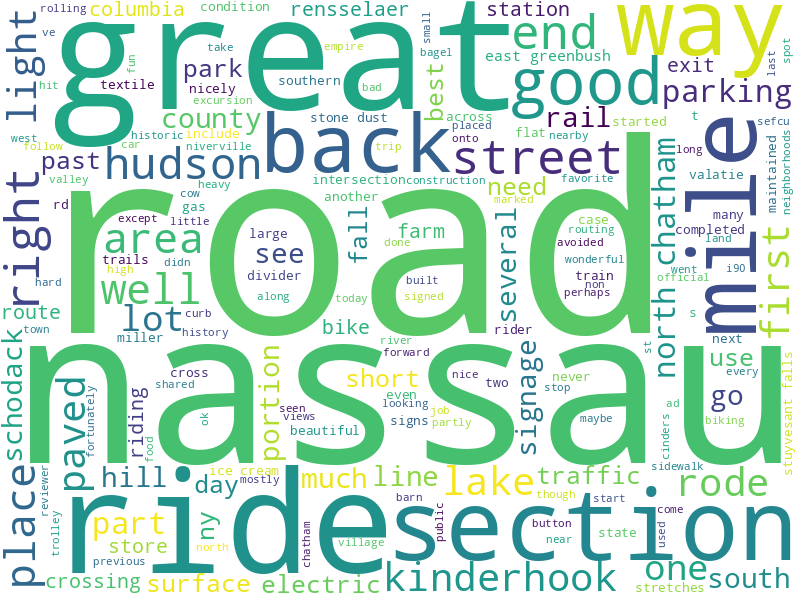 rolling
condition
columbia
rensselaer
station
great
way
end
ve
take
small
empire
southern
bagel
east greenbush
exit
last
spot
light
hit
textile
park
nicely
bad
best
good
parking
excursion
county
stone dust
across
rail
started
t
sefcu
west
historic
include
trip
placed
flat
nearby
onto
long
neighborhoods
follow
car
niverville
fun
back
street
maintained
past
hudson
valatie
mile
valley
cow
heavy
intersection
construction
favorite
rd
gas
another
need
marked
chatham
many
right
road
except
little
large
fall
farm
several
case
routing
avoided
completed
area
see
done
wonderful
land
first
trails
didn
divider
train
i90
high
built
non
official
well
along
signed
perhaps
went
route
lot
curb
today
bike
rider
north
s
town
miller
history
river
st
next
hard
forward
nassau
cross
nice
two
never
use
every
schodack
shared
portion
short
even
signage
stop
go
paved
riding
seen
looking
job
maybe
ad
biking
fortunately
ok
views
signs
partly
cinders
beautiful
stuyvesant falls
food
sidewalk
reviewer
hill
mostly
ice cream
much
line
lake
traffic
rode
place
day
though
start
come
trolley
ride
section
part
ny
barn
public
button
state
used
store
chatham
village
near
previous
north
crossing
surface
electric
kinderhook
one
south
stretches